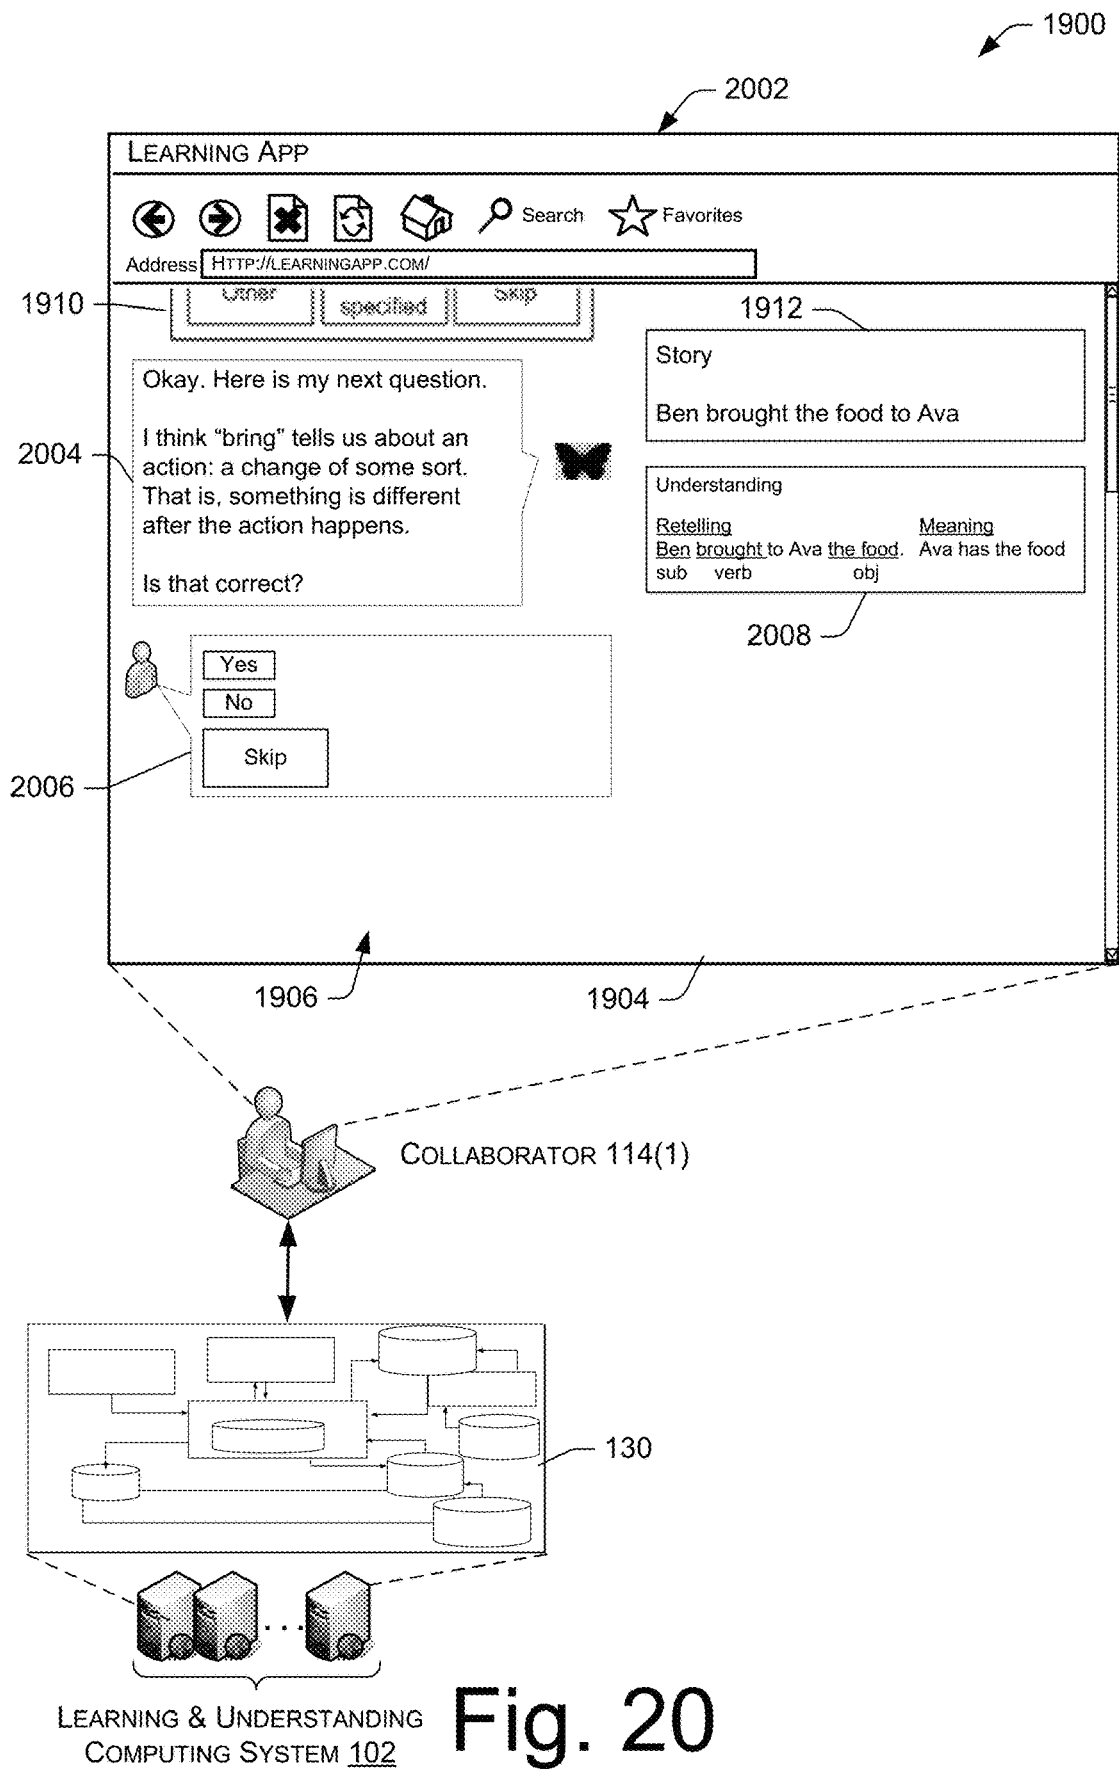 1900
2002
LEARNING APP
Search
Favorites
Address
HTTP://LEARNINGAPP.COM/
1910
Other
specified
Skip
1912
Story
Ben brought the food to Ava
2004
Okay. Here is my next question.
I think “bring” tells us about an
action: a change of some sort.
That is, something is different
after the action happens.
Is that correct?
Understanding
Retelling Meaning
Ben brought to Ava the food. Ava has the food
sub verb obj
2008
Yes
No
Skip
2006
1906
1904
COLLABORATOR 114(1)
130
LEARNING & UNDERSTANDING
COMPUTING SYSTEM 102
Fig. 20